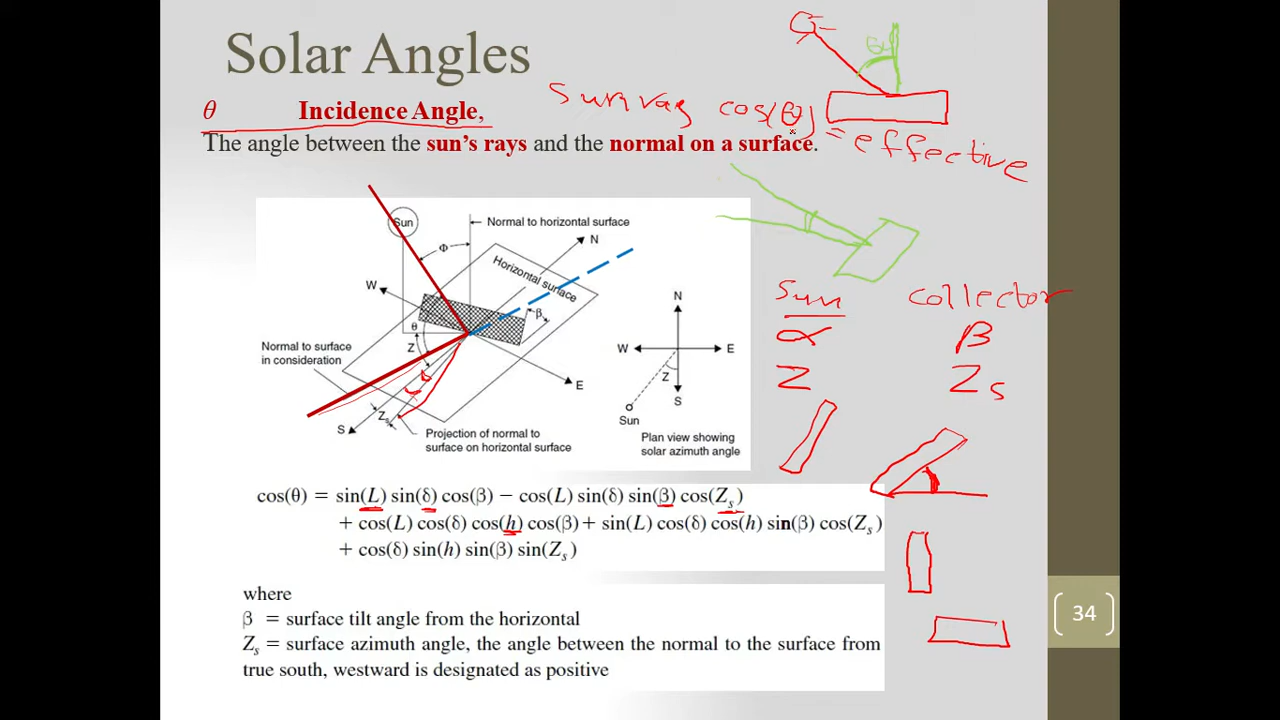 Solar Angles
θ Incidence Angle,
The angle between the sun's rays and the normal on a surface.
Sun ray cos(θ) = effective
Sun
Φ
Normal to horizontal surface
N
Horizontal surface
W
β
θ
Z
Normal to surface
in consideration
E
S
Zs
Projection of normal to
surface on horizontal surface
N
W
E
Z
S
Sun
Plan view showing
solar azimuth angle
Sun
collector
α
β
Z
Zs
cos(θ) = sin(L) sin(δ) cos(β) − cos(L) sin(δ) sin(β) cos(Zs)
+ cos(L) cos(δ) cos(h) cos(β) + sin(L) cos(δ) cos(h) sin(β) cos(Zs)
+ cos(δ) sin(h) sin(β) sin(Zs)
where
β = surface tilt angle from the horizontal
Zs = surface azimuth angle, the angle between the normal to the surface from
true south, westward is designated as positive
34